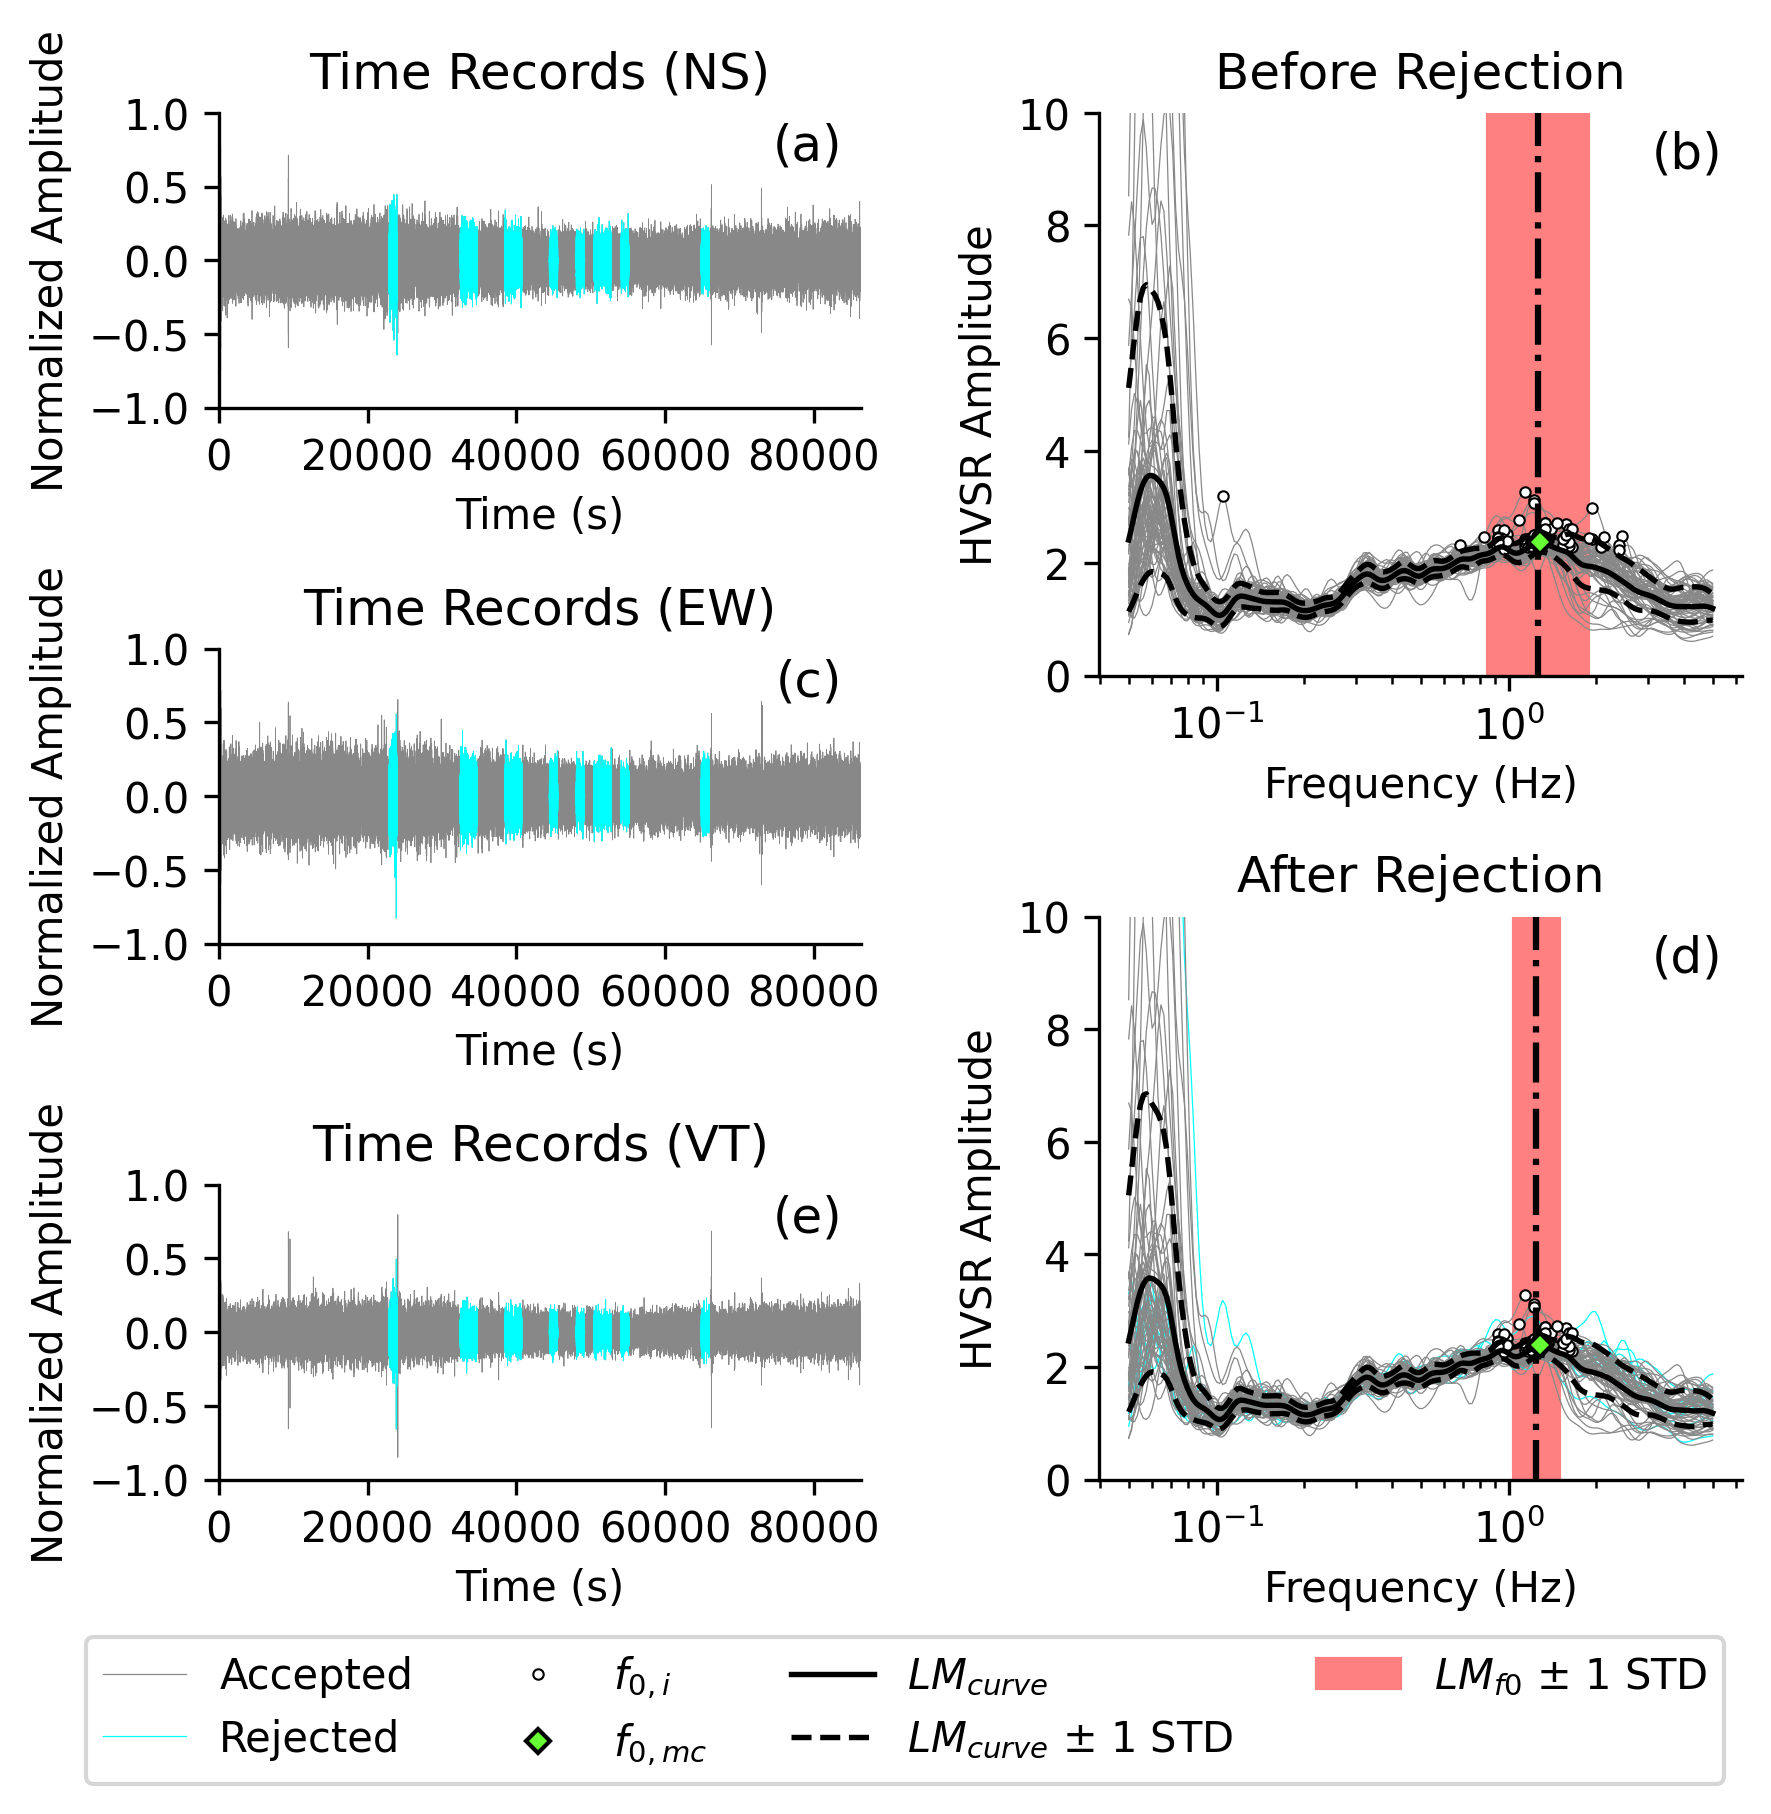 Time Records (NS)
(a)
Normalized Amplitude
1.0
0.5
0.0
−0.5
−1.0
0 20000 40000 60000 80000
Time (s)
Before Rejection
(b)
HVSR Amplitude
10
8
6
4
2
0
10⁻¹ 10⁰
Frequency (Hz)
Time Records (EW)
(c)
Normalized Amplitude
1.0
0.5
0.0
−0.5
−1.0
0 20000 40000 60000 80000
Time (s)
After Rejection
(d)
HVSR Amplitude
10
8
6
4
2
0
10⁻¹ 10⁰
Frequency (Hz)
Time Records (VT)
(e)
Normalized Amplitude
1.0
0.5
0.0
−0.5
−1.0
0 20000 40000 60000 80000
Time (s)
Accepted
Rejected
f0,i
f0,mc
LMcurve
LMcurve ± 1 STD
LMf0 ± 1 STD